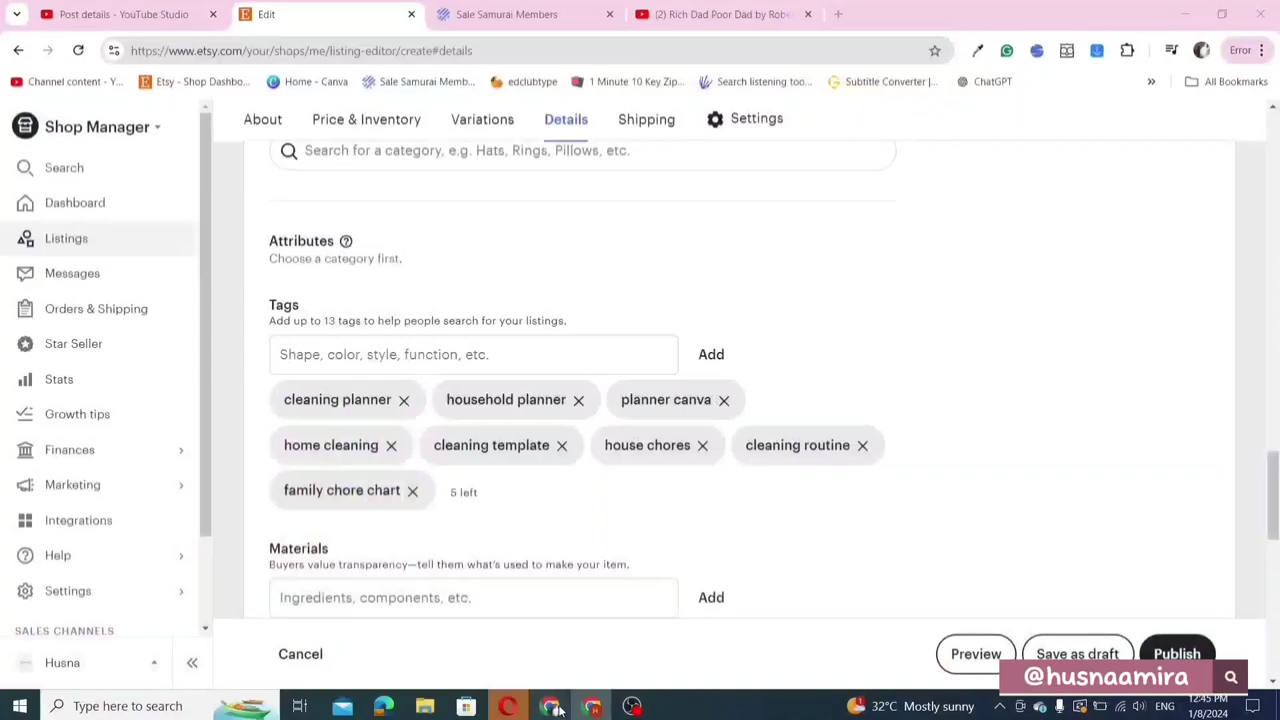 Post details - YouTube Studio
Edit
Sale Samurai Members
(2) Rich Dad Poor Dad by Robe
https://www.etsy.com/your/shops/me/listing-editor/create#details
Error
Channel content - Y...
Etsy - Shop Dashbo...
Home - Canva
Sale Samurai Memb...
edclubtype
1 Minute 10 Key Zip...
Search listening too...
Subtitle Converter |...
ChatGPT
»
All Bookmarks
Shop Manager
About
Price & Inventory
Variations
Details
Shipping
Settings
Search for a category, e.g. Hats, Rings, Pillows, etc.
Search
Dashboard
Listings
Messages
Orders & Shipping
Star Seller
Stats
Growth tips
Finances
Marketing
Integrations
Help
Settings
SALES CHANNELS
Husna
Attributes
Choose a category first.
Tags
Add up to 13 tags to help people search for your listings.
Shape, color, style, function, etc.
Add
cleaning planner
household planner
planner canva
home cleaning
cleaning template
house chores
cleaning routine
family chore chart
5 left
Materials
Buyers value transparency—tell them what's used to make your item.
Ingredients, components, etc.
Add
Cancel
Preview
Save as draft
Publish
@husnaamira
Type here to search
32°C Mostly sunny
ENG
12:45 PM
1/8/2024